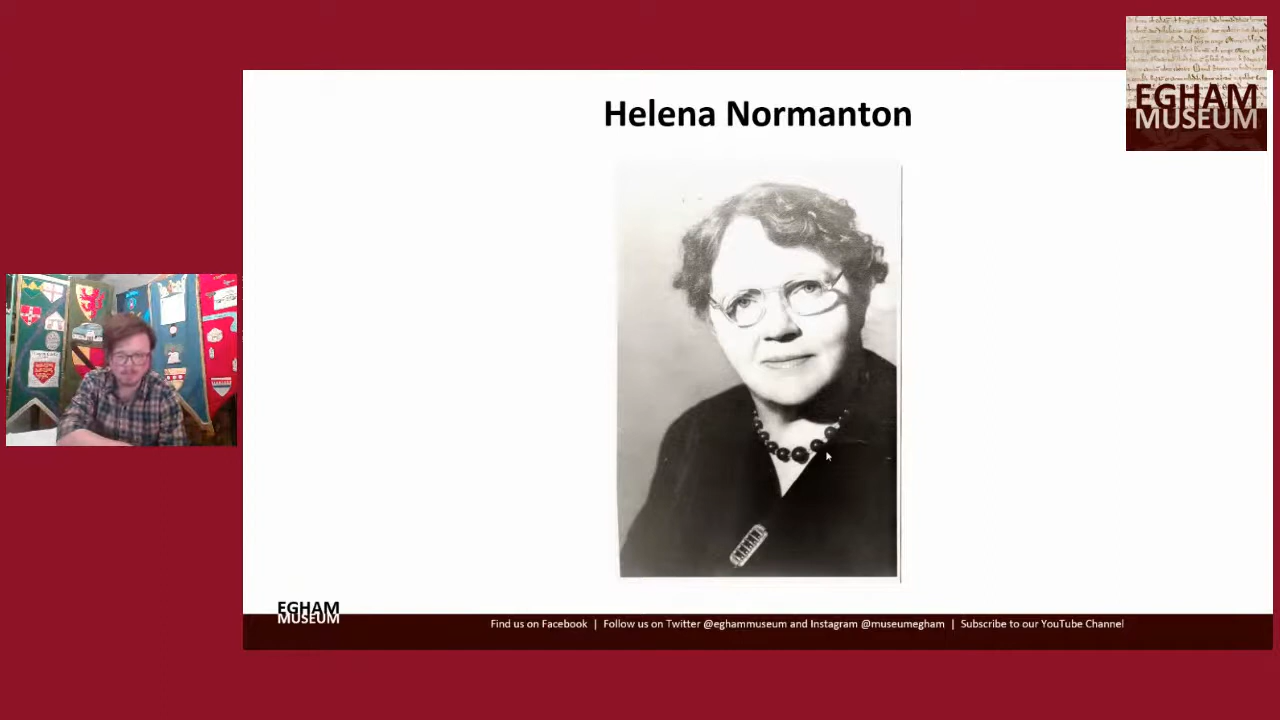 Helena Normanton
EGHAM
MUSEUM
EGHAM
MUSEUM
Find us on Facebook | Follow us on Twitter @eghammuseum and Instagram @museumegham | Subscribe to our YouTube Channel